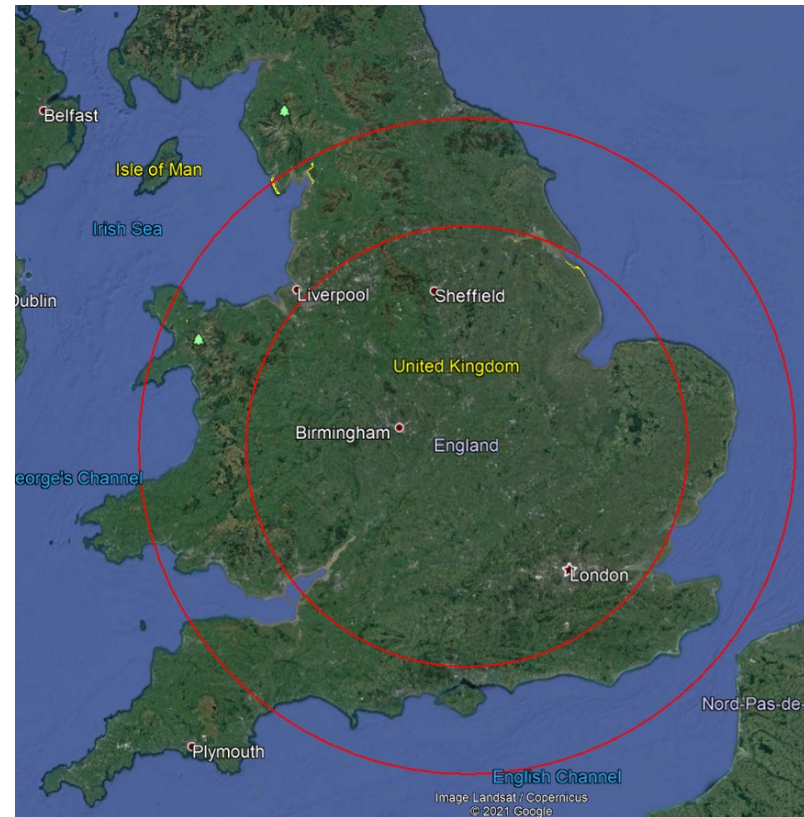 Belfast
Isle of Man
Irish Sea
Dublin
Liverpool
Sheffield
United Kingdom
Birmingham
England
eorge's Channel
London
Nord-Pas-de-
Plymouth
English Channel
Image Landsat / Copernicus
© 2021 Google